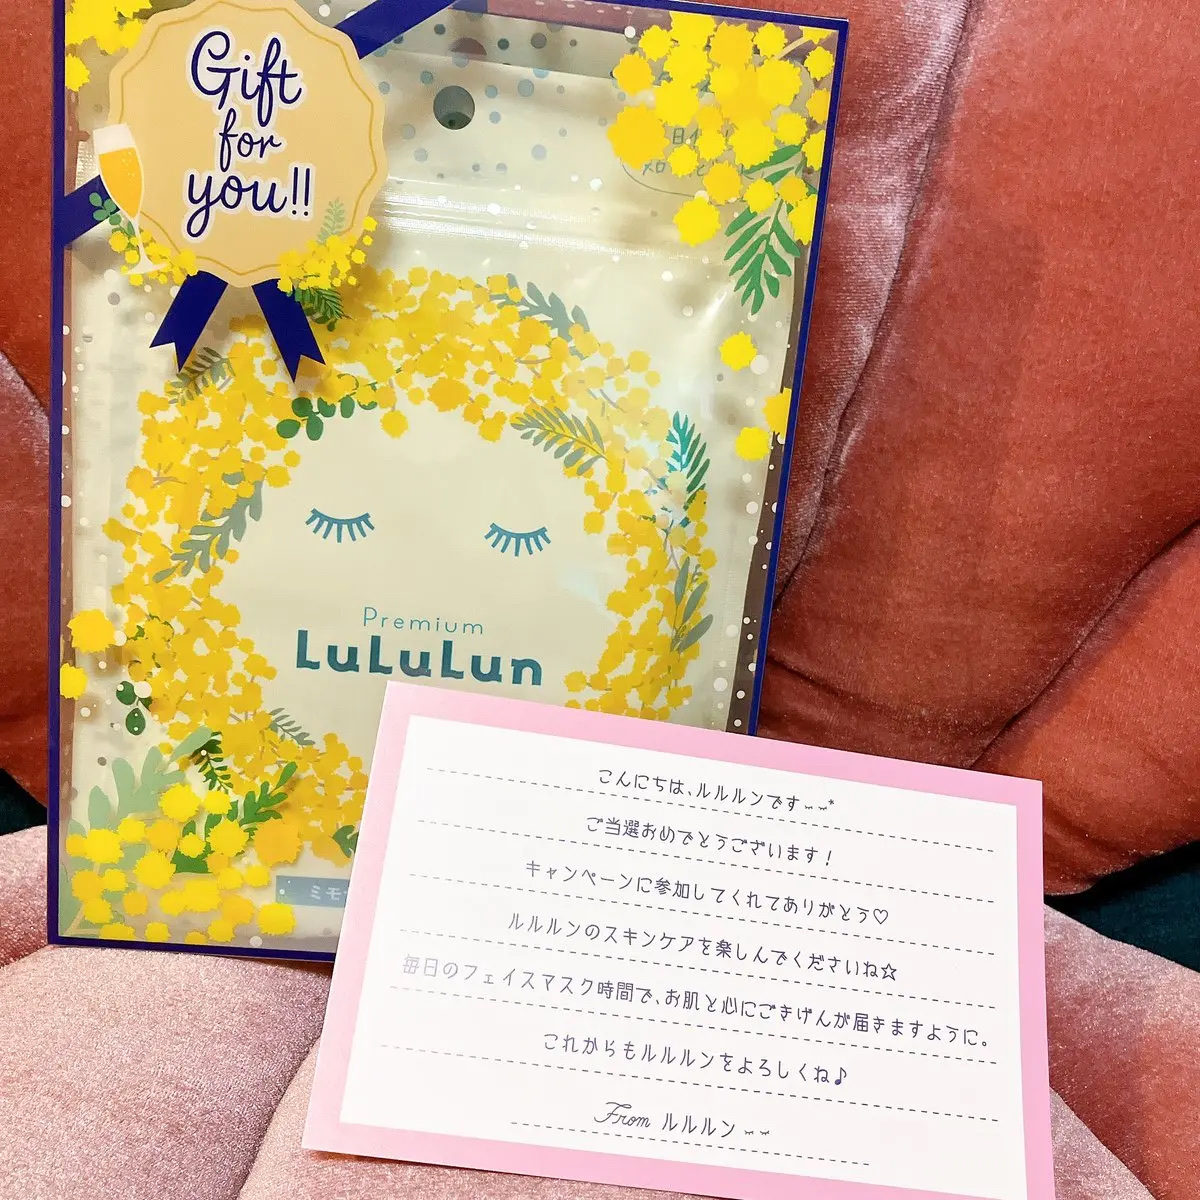 Gift
for
you!!
Premium
LuLuLun
こんにちは、ルルルンです
ご当選おめでとうございます！
キャンペーンに参加してくれてありがとう♡
ルルルンのスキンケアを楽しんでくださいね☆
毎日のフェイスマスク時間で、お肌と心にごきげんが届きますように。
これからもルルルンをよろしくね♪
From ルルルン